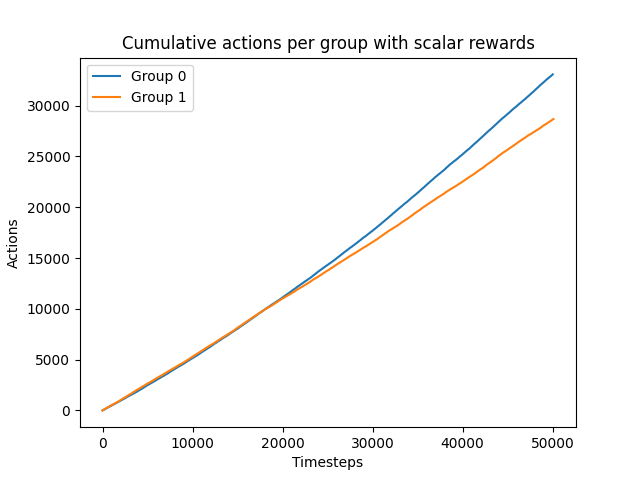 Cumulative actions per group with scalar rewards
Group 0
Group 1
30000
25000
20000
15000
10000
5000
0
Actions
0 10000 20000 30000 40000 50000
Timesteps